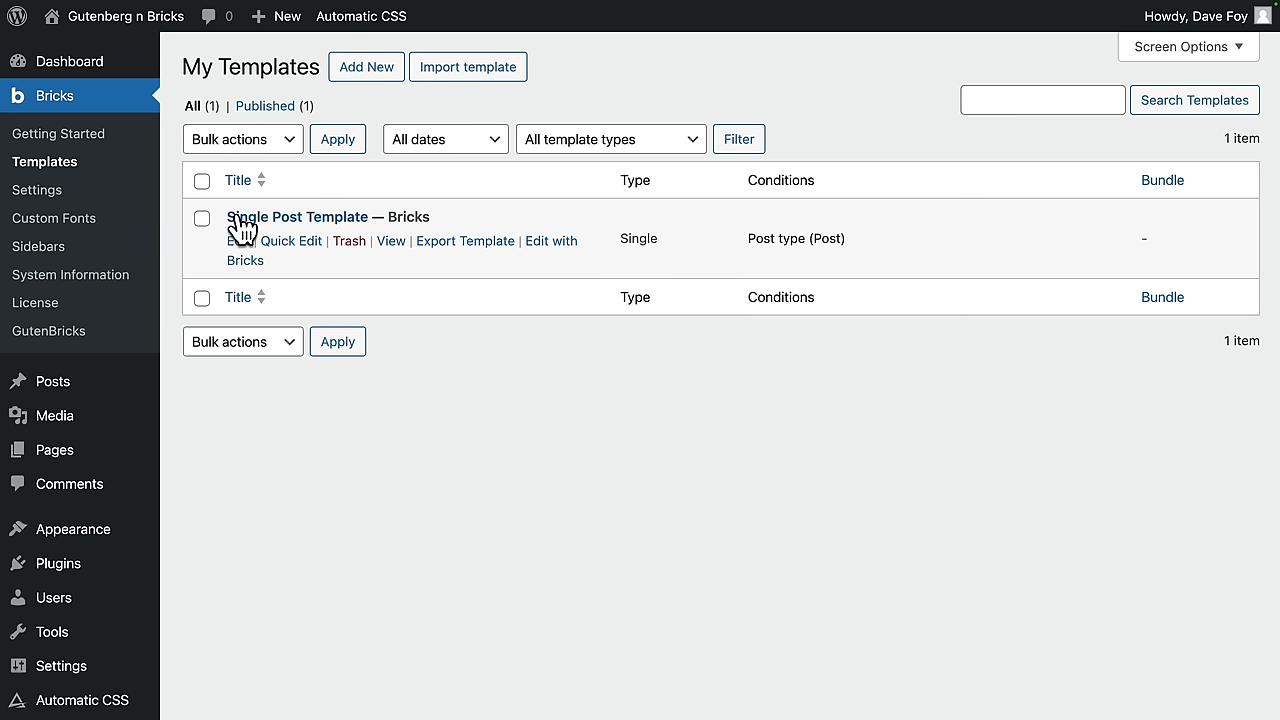 Gutenberg n Bricks
0
New
Automatic CSS
Howdy, Dave Foy
Dashboard
Bricks
Getting Started
Templates
Settings
Custom Fonts
Sidebars
System Information
License
GutenBricks
Posts
Media
Pages
Comments
Appearance
Plugins
Users
Tools
Settings
Automatic CSS
Screen Options
My Templates
Add New
Import template
All (1) | Published (1)
Search Templates
Bulk actions
Apply
All dates
All template types
Filter
1 item
Title
Type
Conditions
Bundle
Single Post Template — Bricks
Quick Edit | Trash | View | Export Template | Edit with
Bricks
Single
Post type (Post)
-
Title
Type
Conditions
Bundle
Bulk actions
Apply
1 item